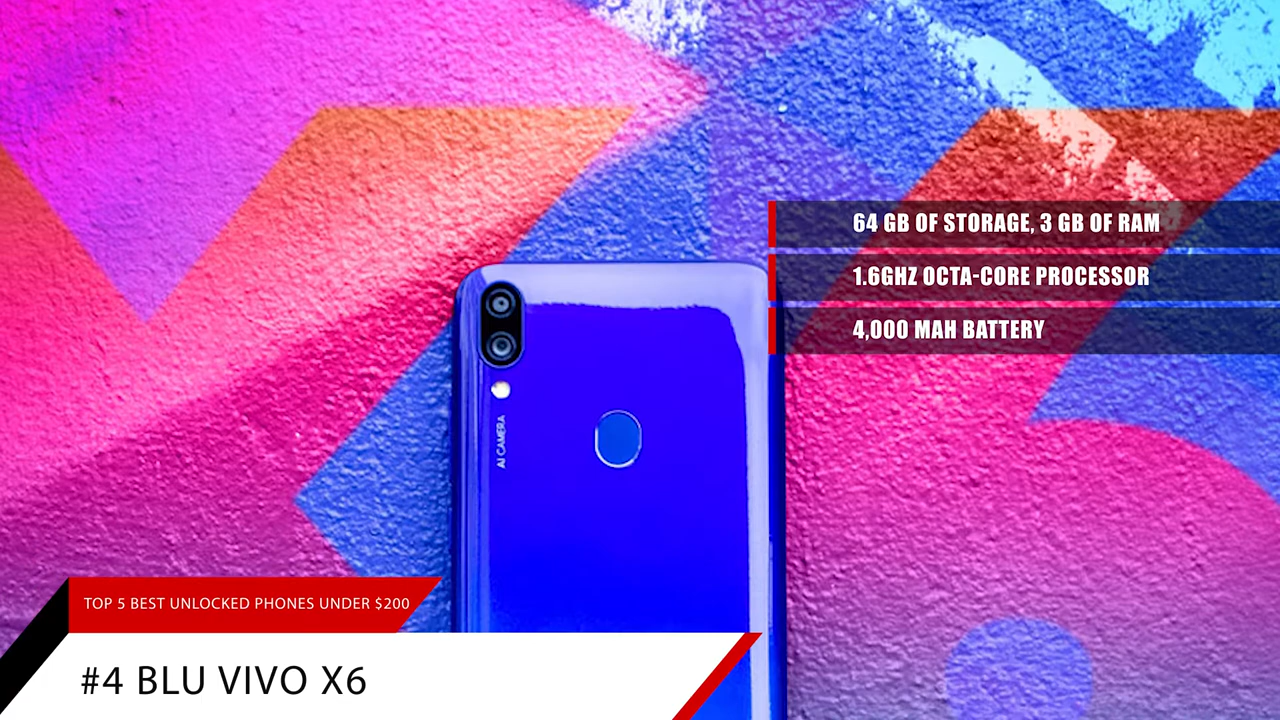 64 GB OF STORAGE, 3 GB OF RAM
1.6GHZ OCTA-CORE PROCESSOR
4,000 MAH BATTERY
AI CAMERA
TOP 5 BEST UNLOCKED PHONES UNDER $200
#4 BLU VIVO X6